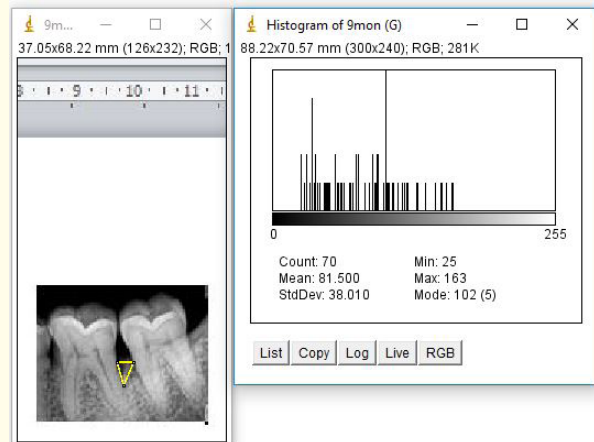 9m...
37.05x68.22 mm (126x232); RGB; 1
8 · ı · 9 · ı · 10 · ı · 11 ·
Histogram of 9mon (G)
88.22x70.57 mm (300x240); RGB; 281K
0 255
Count: 70 Min: 25
Mean: 81.500 Max: 163
StdDev: 38.010 Mode: 102 (5)
List Copy Log Live RGB